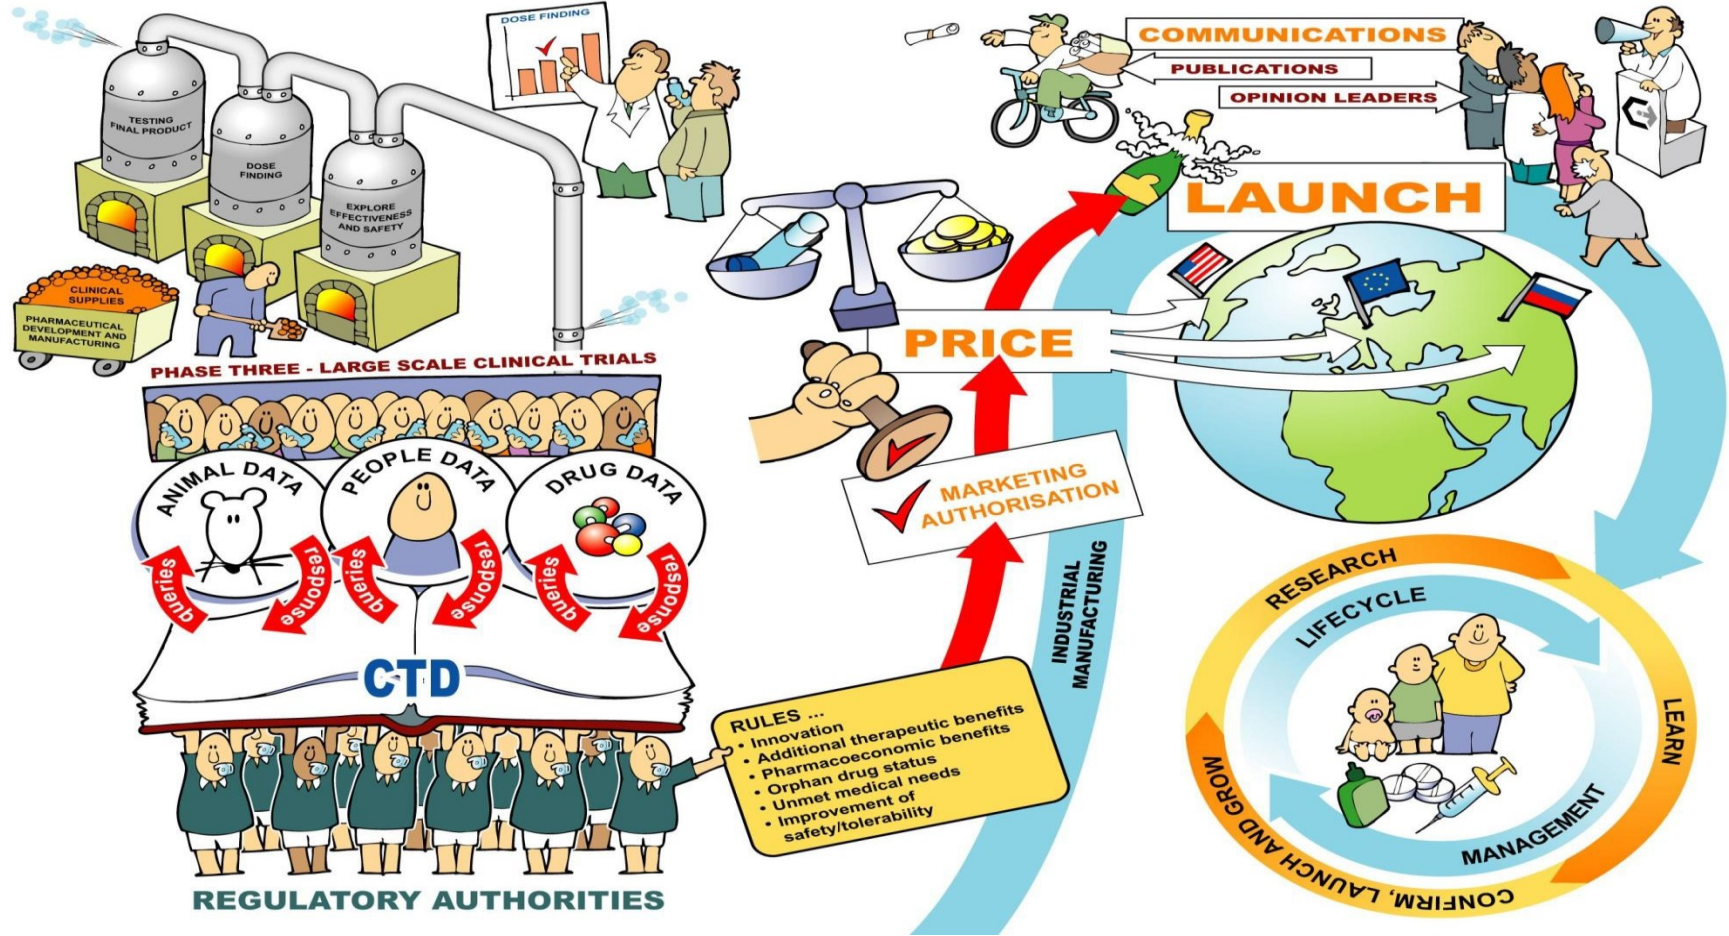 DOSE FINDING
TESTING
FINAL PRODUCT
DOSE
FINDING
EXPLORE
EFFECTIVENESS
AND SAFETY
CLINICAL
SUPPLIES
PHARMACEUTICAL
DEVELOPMENT AND
MANUFACTURING
PHASE THREE - LARGE SCALE CLINICAL TRIALS
ANIMAL DATA
PEOPLE DATA
DRUG DATA
queries
response
queries
response
queries
response
CTD
REGULATORY AUTHORITIES
RULES ...
• Innovation
• Additional therapeutic benefits
• Pharmacoeconomic benefits
• Orphan drug status
• Unmet medical needs
• Improvement of
safety/tolerability
MARKETING
AUTHORISATION
PRICE
INDUSTRIAL
MANUFACTURING
COMMUNICATIONS
PUBLICATIONS
OPINION LEADERS
LAUNCH
RESEARCH
LEARN
CONFIRM, LAUNCH AND GROW
LIFECYCLE
MANAGEMENT